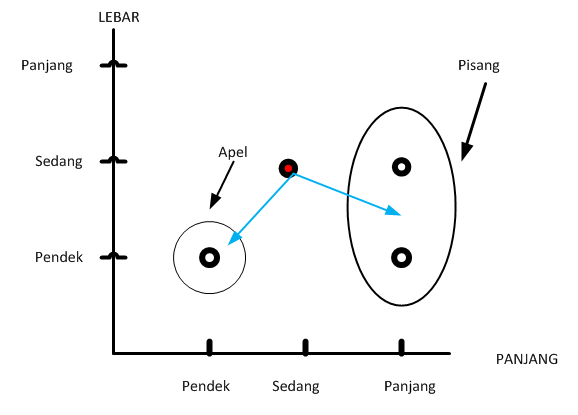 LEBAR
Panjang
Pisang
Sedang
Apel
Pendek
PANJANG
Pendek
Sedang
Panjang